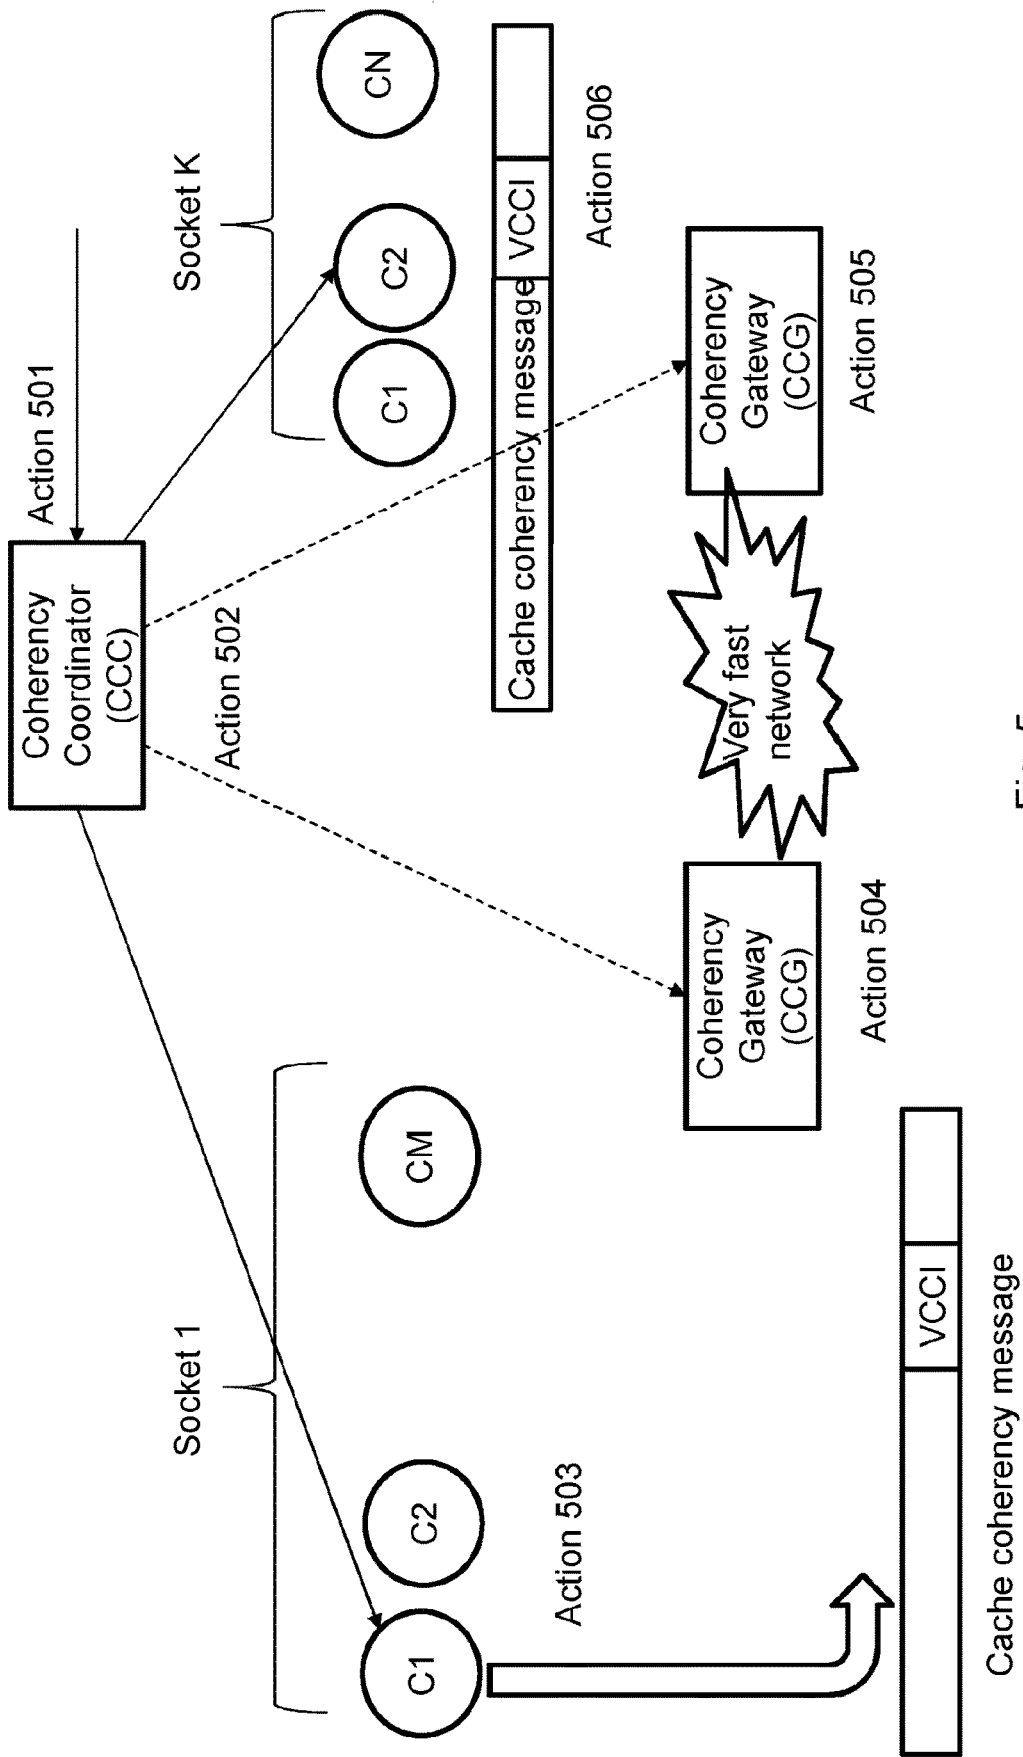 Coherency
Coordinator
(CCC)
Action 501
Action 502
Socket 1
C1
C2
CM
Action 503
Socket K
C1
C2
CN
Cache coherency message
VCCI
Action 506
Coherency
Gateway
(CCG)
Action 504
Very fast
network
Coherency
Gateway
(CCG)
Action 505
VCCI
Cache coherency message